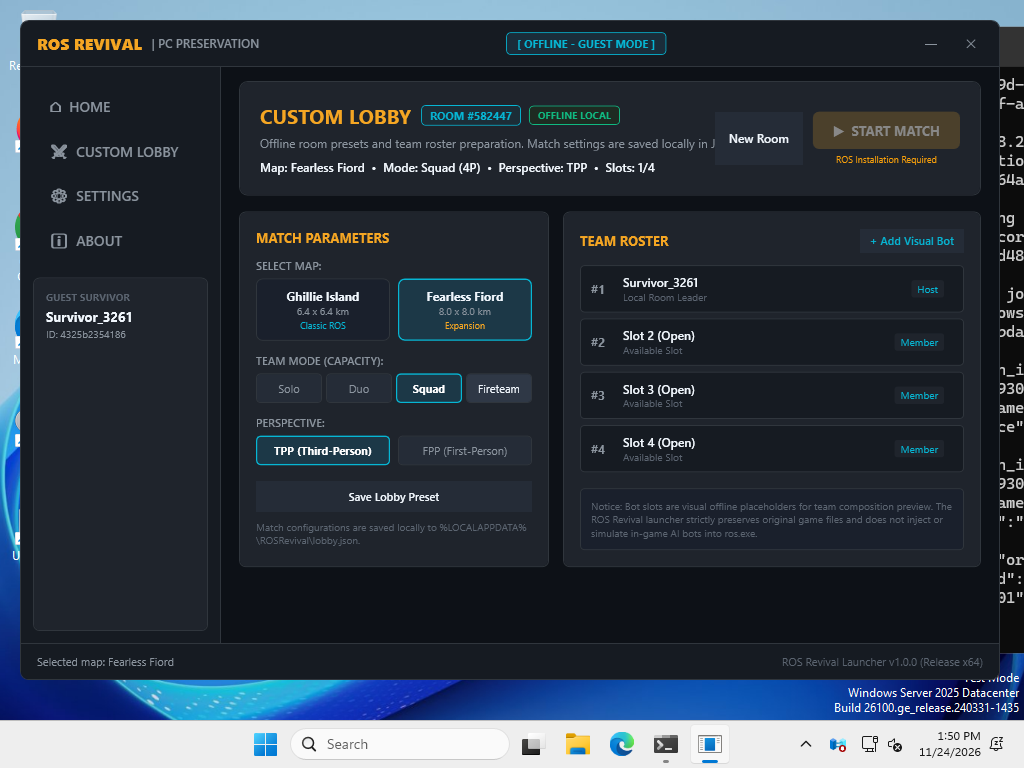 ROS REVIVAL | PC PRESERVATION
[ OFFLINE - GUEST MODE ]
HOME
CUSTOM LOBBY
SETTINGS
ABOUT
GUEST SURVIVOR
Survivor_3261
ID: 4325b2354186
CUSTOM LOBBY
ROOM #582447
OFFLINE LOCAL
Offline room presets and team roster preparation. Match settings are saved locally in J
Map: Fearless Fiord • Mode: Squad (4P) • Perspective: TPP • Slots: 1/4
New Room
START MATCH
ROS Installation Required
MATCH PARAMETERS
SELECT MAP:
Ghillie Island
6.4 x 6.4 km
Classic ROS
Fearless Fiord
8.0 x 8.0 km
Expansion
TEAM MODE (CAPACITY):
Solo
Duo
Squad
Fireteam
PERSPECTIVE:
TPP (Third-Person)
FPP (First-Person)
Save Lobby Preset
Match configurations are saved locally to %LOCALAPPDATA%
\ROSRevival\lobby.json.
TEAM ROSTER
+ Add Visual Bot
#1
Survivor_3261
Local Room Leader
Host
#2
Slot 2 (Open)
Available Slot
Member
#3
Slot 3 (Open)
Available Slot
Member
#4
Slot 4 (Open)
Available Slot
Member
Notice: Bot slots are visual offline placeholders for team composition preview. The
ROS Revival launcher strictly preserves original game files and does not inject or
simulate in-game AI bots into ros.exe.
Selected map: Fearless Fiord
ROS Revival Launcher v1.0.0 (Release x64)
Mode
Windows Server 2025 Datacenter
Build 26100.ge_release.240331-1435
Search
1:50 PM
11/24/2026